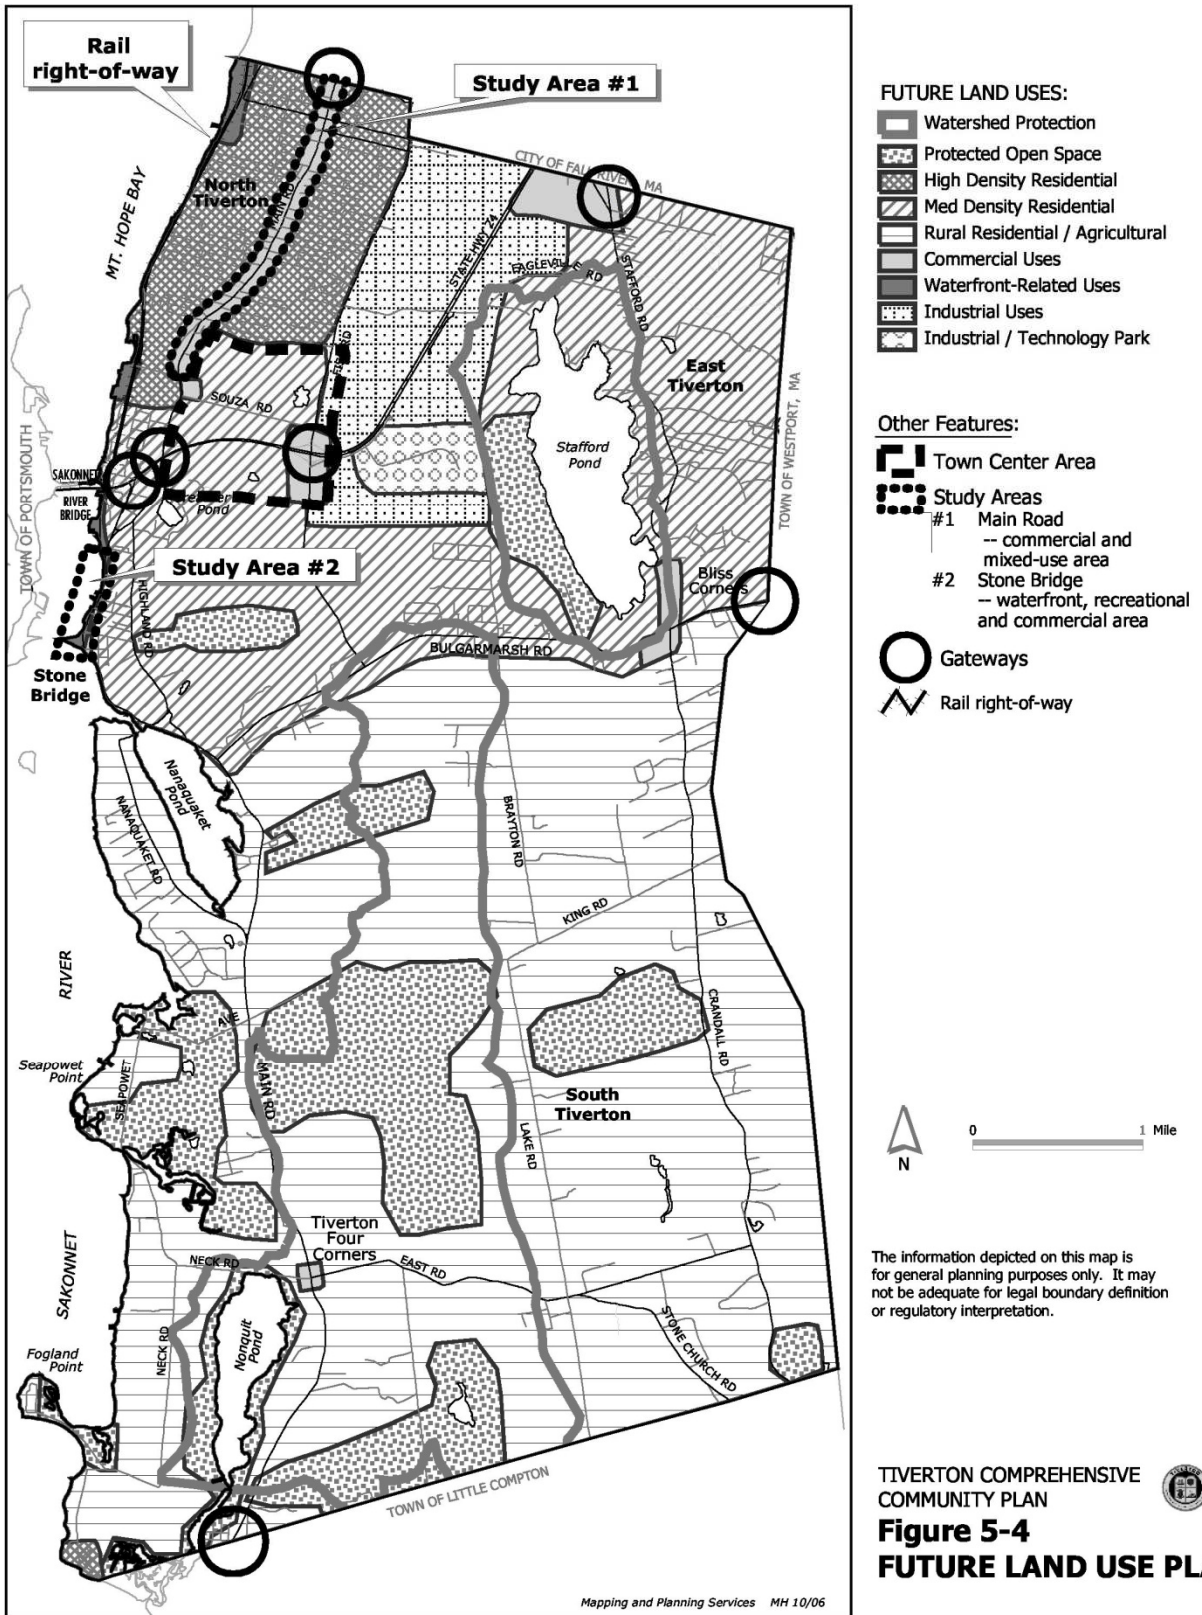 Rail
right-of-way
Study Area #1
CITY OF FALL RIVER, MA
MT. HOPE BAY
North
Tiverton
MAIN RD
STATE HWY 24
EAGLEVILLE RD
STAFFORD RD
FISH RD
East
Tiverton
TOWN OF WESTPORT, MA
SOUZA RD
Stafford
Pond
TOWN OF PORTSMOUTH
SAKONNET
RIVER
BRIDGE
Pond
Study Area #2
HIGHLAND RD
Bliss
Corners
BULGARMARSH RD
Stone
Bridge
Nanaquaket
Pond
NANAQUAKET RD
BRAYTON RD
KING RD
RIVER
CRANDALL RD
AVE
Seapowet
Point
SEAPOWET
MAIN RD
South
Tiverton
LAKE RD
Tiverton
Four
Corners
NECK RD
EAST RD
SAKONNET
STONE CHURCH RD
NECK RD
Nonquit
Pond
Fogland
Point
TOWN OF LITTLE COMPTON
Mapping and Planning Services MH 10/06
FUTURE LAND USES:
Watershed Protection
Protected Open Space
High Density Residential
Med Density Residential
Rural Residential / Agricultural
Commercial Uses
Waterfront-Related Uses
Industrial Uses
Industrial / Technology Park
Other Features:
Town Center Area
Study Areas
#1 Main Road
-- commercial and
mixed-use area
#2 Stone Bridge
-- waterfront, recreational
and commercial area
Gateways
Rail right-of-way
N
0 1 Mile
The information depicted on this map is
for general planning purposes only. It may
not be adequate for legal boundary definition
or regulatory interpretation.
TIVERTON COMPREHENSIVE
COMMUNITY PLAN
Figure 5-4
FUTURE LAND USE PLA